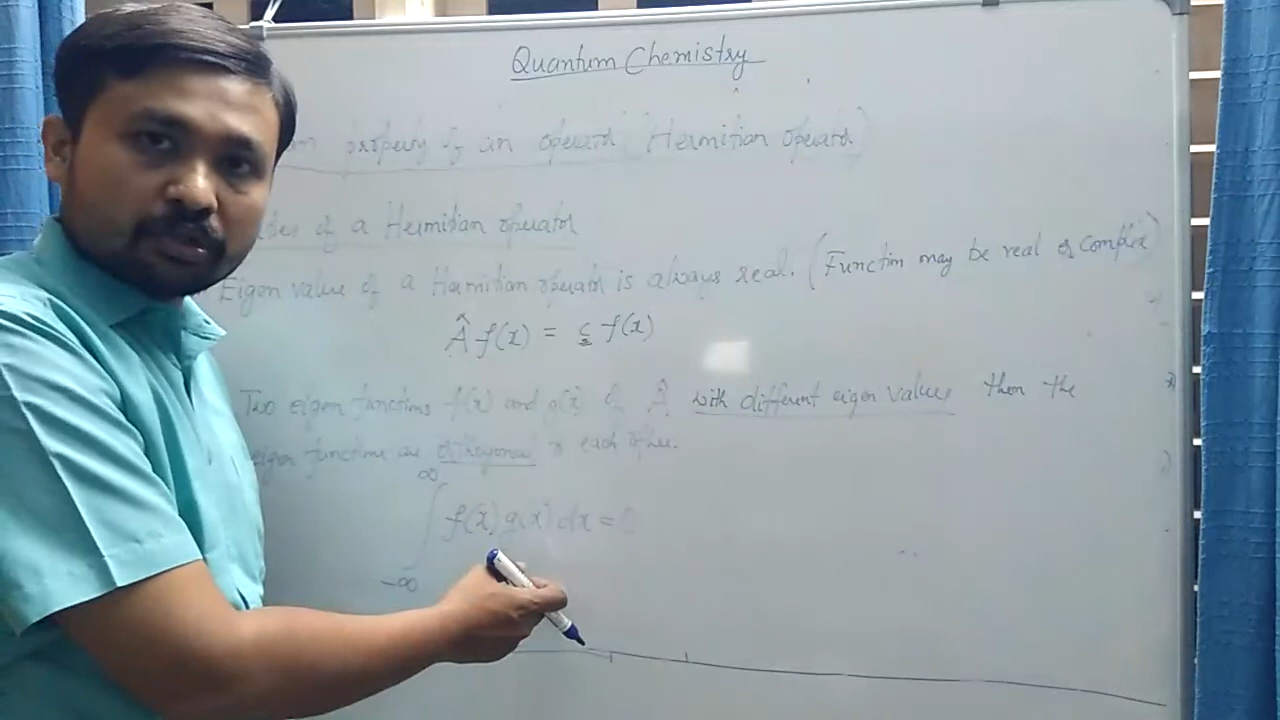 Quantum Chemistry
property of an operator (Hermitian operator)
of a Hermitian operator
Eigen value of a Hermitian operator is always real. (Function may be real or complex)
Â f(x) = c f(x)
Two eigen functions f(x) and g(x) of Â with different eigen values then the
eigen functions are orthogonal to each other.
∞
∫ f(x) g(x) dx = 0
-∞